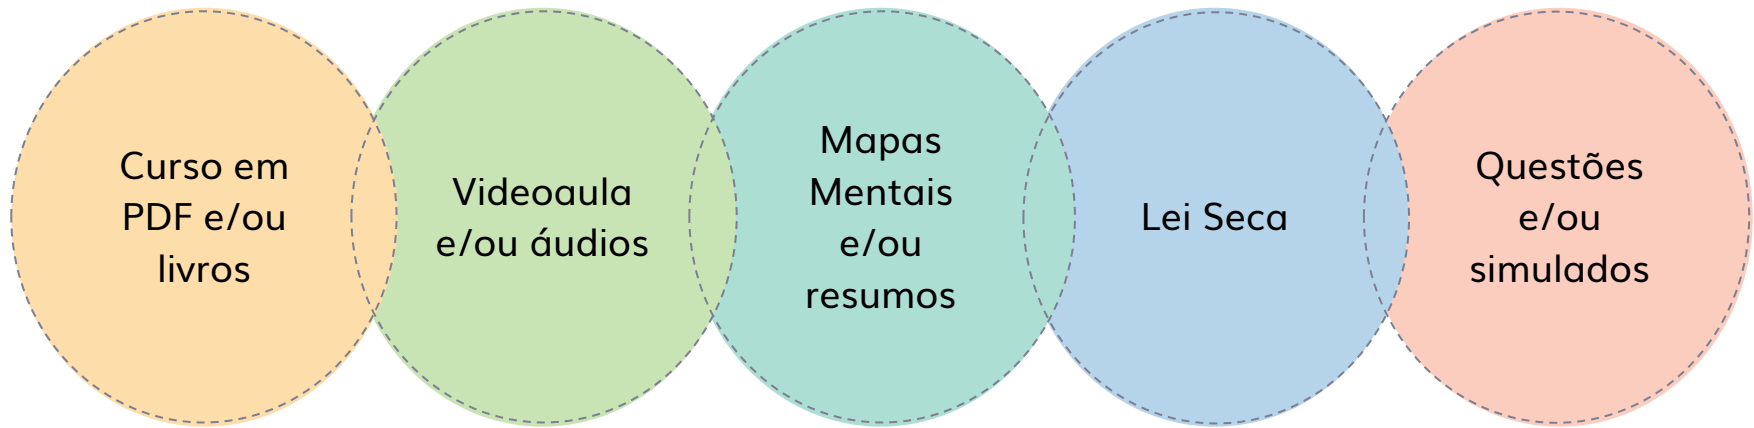 Curso em
PDF e/ou
livros
Videoaula
e/ou áudios
Mapas
Mentais
e/ou
resumos
Lei Seca
Questões
e/ou
simulados